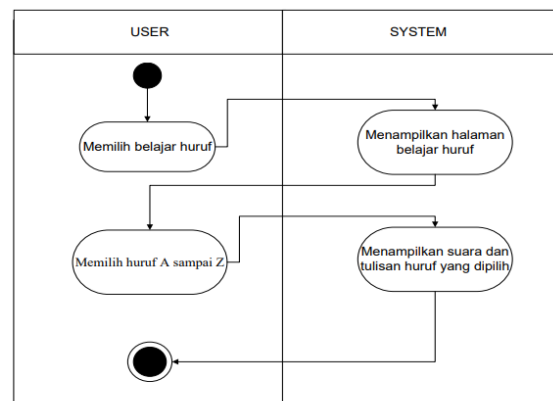 USER
SYSTEM
Memilih belajar huruf
Menampilkan halaman
belajar huruf
Memilih huruf A sampai Z
Menampilkan suara dan
tulisan huruf yang dipilih